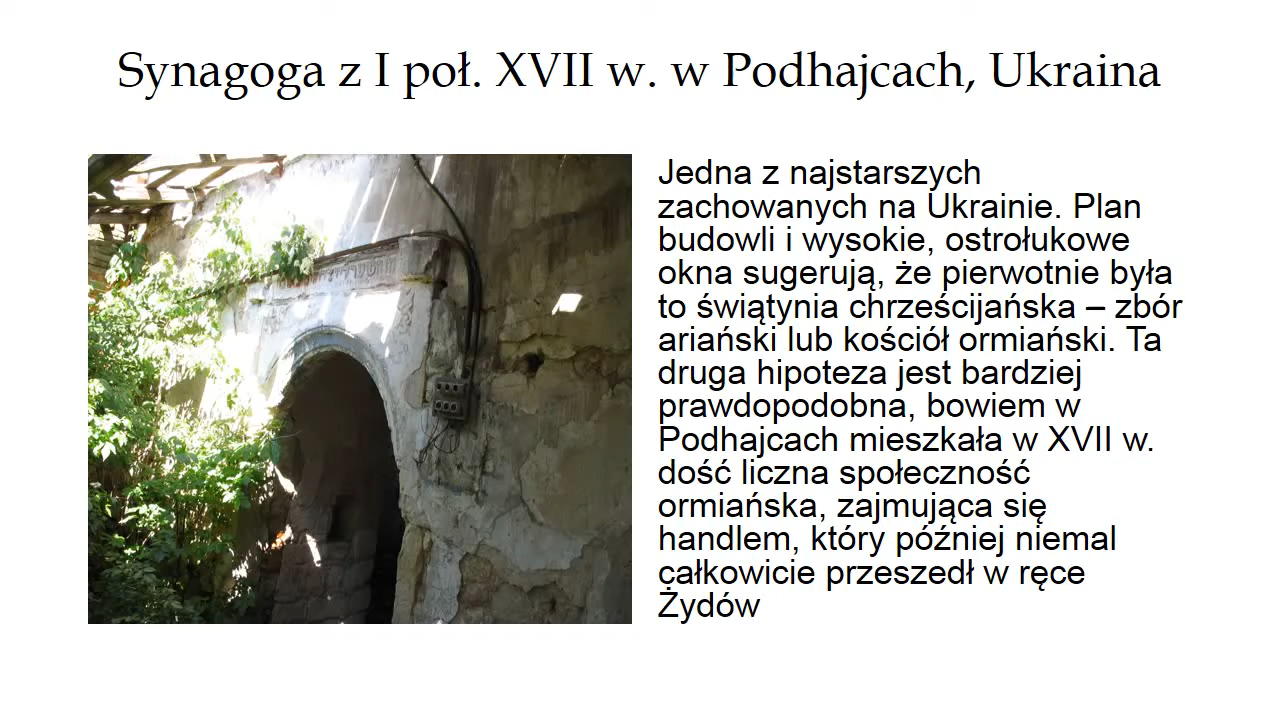 Synagoga z I poł. XVII w. w Podhajcach, Ukraina
Jedna z najstarszych
zachowanych na Ukrainie. Plan
budowli i wysokie, ostrołukowe
okna sugerują, że pierwotnie była
to świątynia chrześcijańska – zbór
ariański lub kościół ormiański. Ta
druga hipoteza jest bardziej
prawdopodobna, bowiem w
Podhajcach mieszkała w XVII w.
dość liczna społeczność
ormiańska, zajmująca się
handlem, który później niemal
całkowicie przeszedł w ręce
Żydów